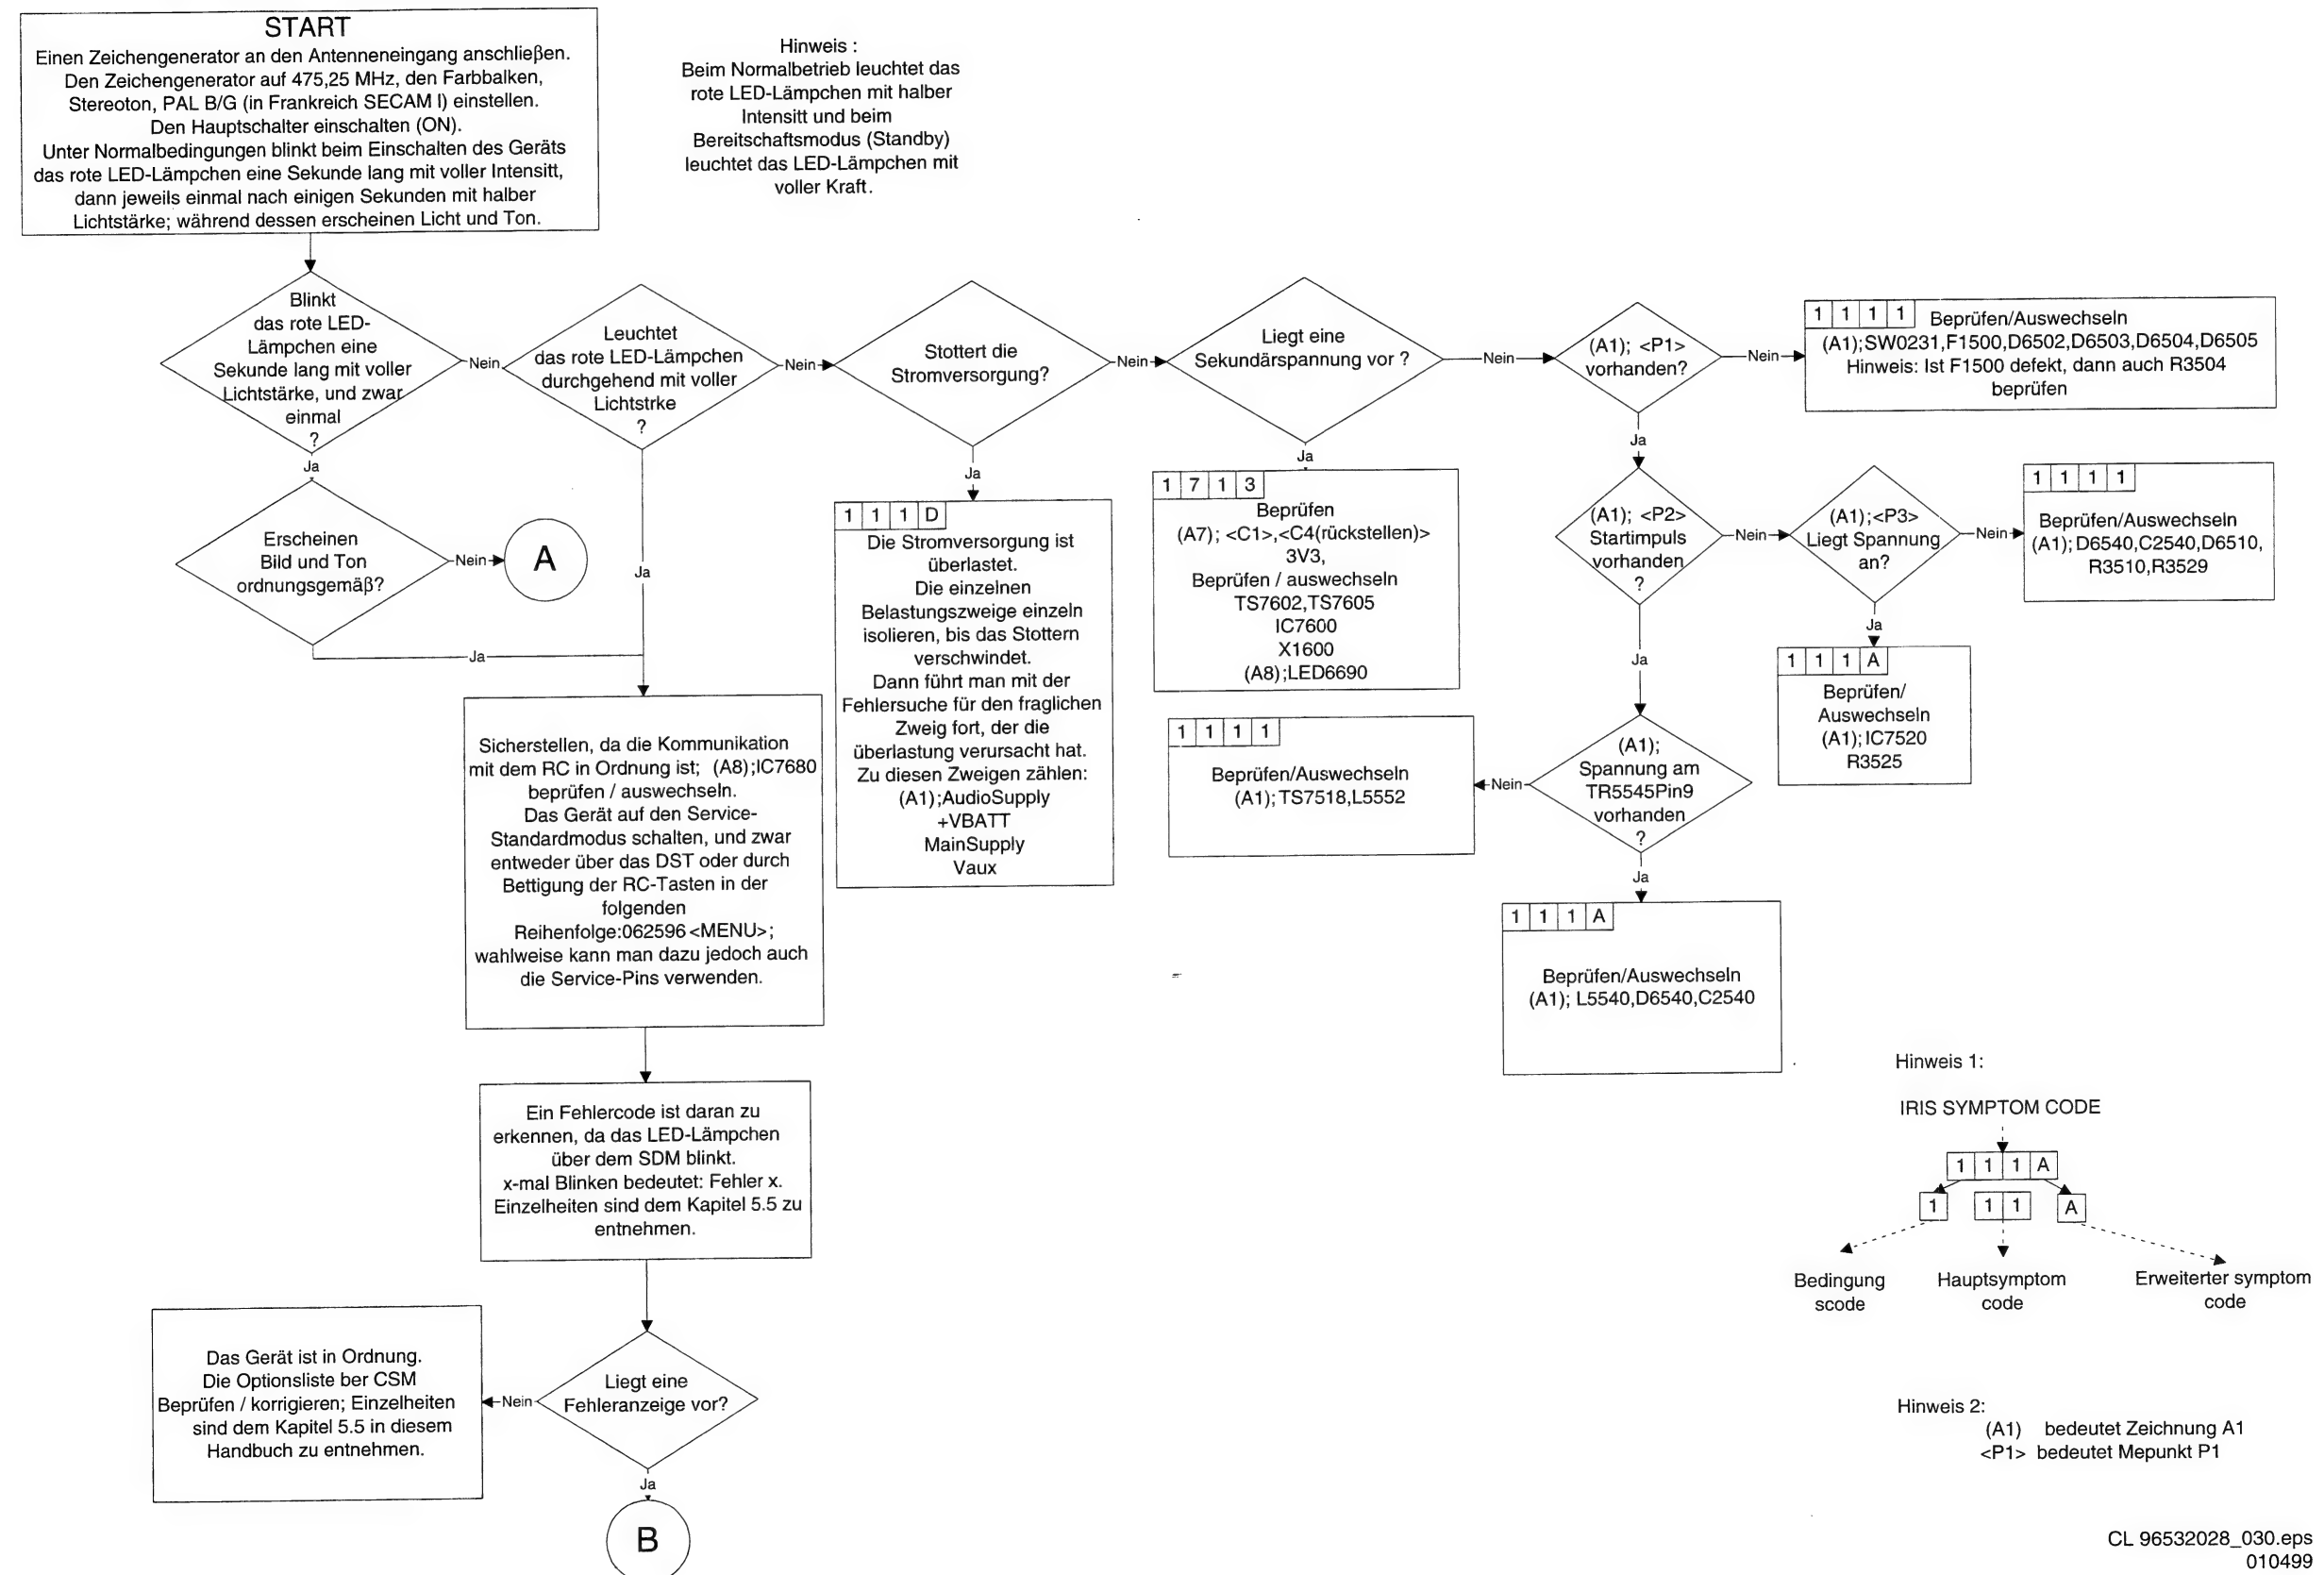 START
Einen Zeichengenerator an den Antenneneingang anschlieβen.
Den Zeichengenerator auf 475,25 MHz, den Farbbalken,
Stereoton, PAL B/G (in Frankreich SECAM I) einstellen.
Den Hauptschalter einschalten (ON).
Unter Normalbedingungen blinkt beim Einschalten des Geräts
das rote LED-Lämpchen eine Sekunde lang mit voller Intensitt,
dann jeweils einmal nach einigen Sekunden mit halber
Lichtstärke; während dessen erscheinen Licht und Ton.
Hinweis :
Beim Normalbetrieb leuchtet das
rote LED-Lämpchen mit halber
Intensitt und beim
Bereitschaftsmodus (Standby)
leuchtet das LED-Lämpchen mit
voller Kraft.
Blinkt
das rote LED-
Lämpchen eine
Sekunde lang mit voller
Lichtstärke, und zwar
einmal
?
Nein
Leuchtet
das rote LED-Lämpchen
durchgehend mit voller
Lichtstrke
?
Nein
Stottert die
Stromversorgung?
Nein
Liegt eine
Sekundärspannung vor ?
Nein
(A1); <P1>
vorhanden?
Nein
1 1 1 1
Beprüfen/Auswechseln
(A1);SW0231,F1500,D6502,D6503,D6504,D6505
Hinweis: Ist F1500 defekt, dann auch R3504
beprüfen
Ja
Erscheinen
Bild und Ton
ordnungsgemäβ?
Nein
A
Ja
Ja
Ja
1 1 1 D
Die Stromversorgung ist
überlastet.
Die einzelnen
Belastungszweige einzeln
isolieren, bis das Stottern
verschwindet.
Dann führt man mit der
Fehlersuche für den fraglichen
Zweig fort, der die
überlastung verursacht hat.
Zu diesen Zweigen zählen:
(A1);AudioSupply
+VBATT
MainSupply
Vaux
Ja
1 7 1 3
Beprüfen
(A7); <C1>,<C4(rückstellen)>
3V3,
Beprüfen / auswechseln
TS7602,TS7605
IC7600
X1600
(A8);LED6690
Ja
(A1); <P2>
Startimpuls
vorhanden
?
Nein
(A1);<P3>
Liegt Spannung
an?
Nein
1 1 1 1
Beprüfen/Auswechseln
(A1); D6540,C2540,D6510,
R3510,R3529
Ja
1 1 1 A
Beprüfen/
Auswechseln
(A1); IC7520
R3525
Ja
(A1);
Spannung am
TR5545Pin9
vorhanden
?
Nein
1 1 1 1
Beprüfen/Auswechseln
(A1); TS7518,L5552
Ja
1 1 1 A
Beprüfen/Auswechseln
(A1); L5540,D6540,C2540
Sicherstellen, da die Kommunikation
mit dem RC in Ordnung ist; (A8);IC7680
beprüfen / auswechseln.
Das Gerät auf den Service-
Standardmodus schalten, und zwar
entweder über das DST oder durch
Bettigung der RC-Tasten in der
folgenden
Reihenfolge:062596<MENU>;
wahlweise kann man dazu jedoch auch
die Service-Pins verwenden.
Ein Fehlercode ist daran zu
erkennen, da das LED-Lämpchen
über dem SDM blinkt.
x-mal Blinken bedeutet: Fehler x.
Einzelheiten sind dem Kapitel 5.5 zu
entnehmen.
Liegt eine
Fehleranzeige vor?
Nein
Das Gerät ist in Ordnung.
Die Optionsliste ber CSM
Beprüfen / korrigieren; Einzelheiten
sind dem Kapitel 5.5 in diesem
Handbuch zu entnehmen.
Ja
B
Hinweis 1:
IRIS SYMPTOM CODE
1 1 1 A
1 1 1 A
Bedingung
scode
Hauptsymptom
code
Erweiterter symptom
code
Hinweis 2:
(A1) bedeutet Zeichnung A1
<P1> bedeutet Mepunkt P1
CL 96532028_030.eps
010499